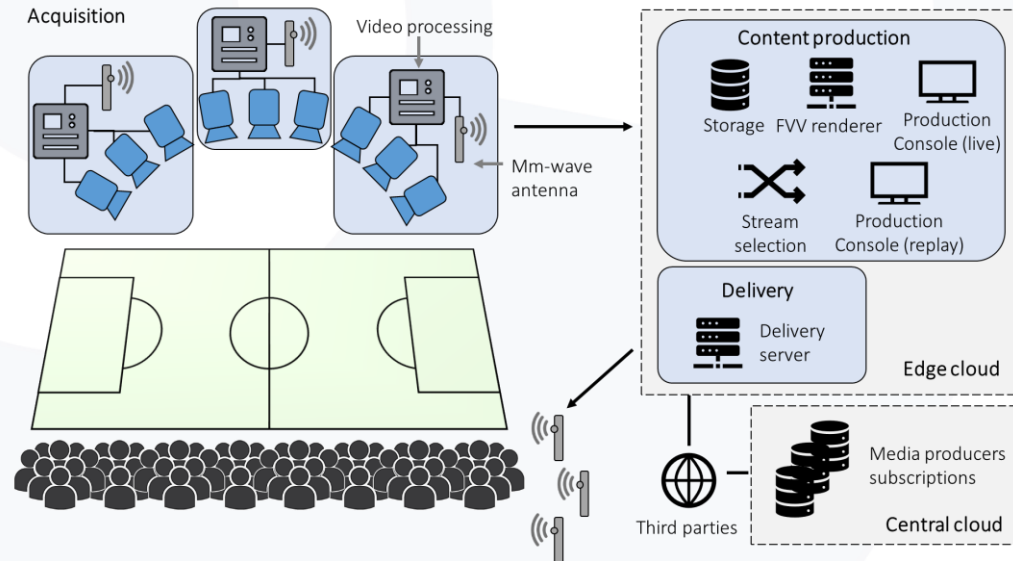 Acquisition
Video processing
Mm-wave
antenna
Content production
Storage
FVV renderer
Production
Console (live)
Stream
selection
Production
Console (replay)
Delivery
Delivery
server
Edge cloud
Third parties
Media producers
subscriptions
Central cloud